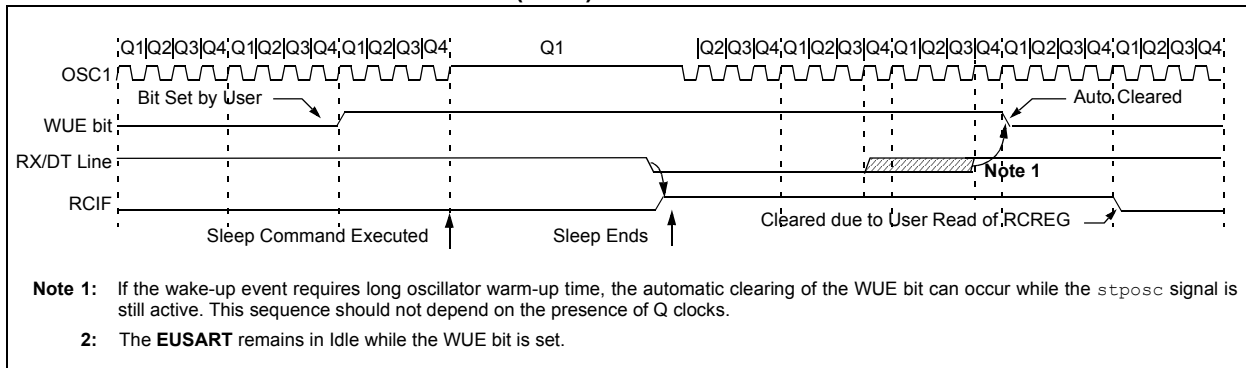 Q1|Q2|Q3|Q4|Q1|Q2|Q3|Q4|Q1|Q2|Q3|Q4 Q1 |Q2|Q3|Q4|Q1|Q2|Q3|Q4|Q1|Q2|Q3|Q4|Q1|Q2|Q3|Q4|Q1|Q2|Q3|Q4
OSC1
Bit Set by User Auto Cleared
WUE bit
RX/DT Line
Note 1
RCIF
Cleared due to User Read of RCREG
Sleep Command Executed Sleep Ends
Note 1: If the wake-up event requires long oscillator warm-up time, the automatic clearing of the WUE bit can occur while the stposc signal is
still active. This sequence should not depend on the presence of Q clocks.
2: The EUSART remains in Idle while the WUE bit is set.